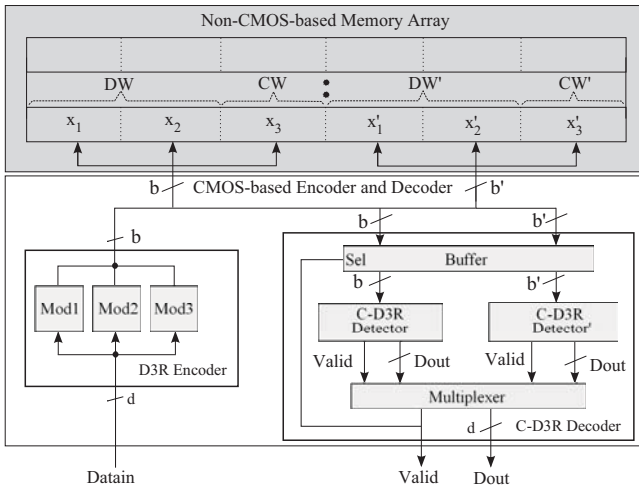 Non-CMOS-based Memory Array
DW CW : DW' CW'
x1 x2 x3 x'1 x'2 x'3
b CMOS-based Encoder and Decoder b'
b b b'
Sel Buffer
b b'
Mod1 Mod2 Mod3
C-D3R Detector
C-D3R Detector'
D3R Encoder
Valid Dout Valid Dout
Multiplexer
d d C-D3R Decoder
Datain Valid Dout